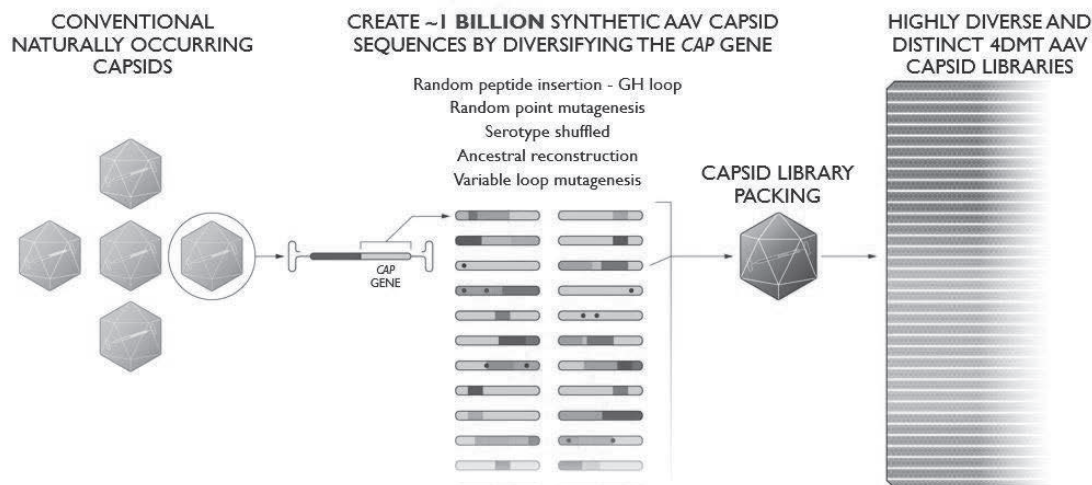 CONVENTIONAL
NATURALLY OCCURRING
CAPSIDS
CREATE ~1 BILLION SYNTHETIC AAV CAPSID
SEQUENCES BY DIVERSIFYING THE CAP GENE
Random peptide insertion - GH loop
Random point mutagenesis
Serotype shuffled
Ancestral reconstruction
Variable loop mutagenesis
CAP
GENE
CAPSID LIBRARY
PACKING
HIGHLY DIVERSE AND
DISTINCT 4DMT AAV
CAPSID LIBRARIES